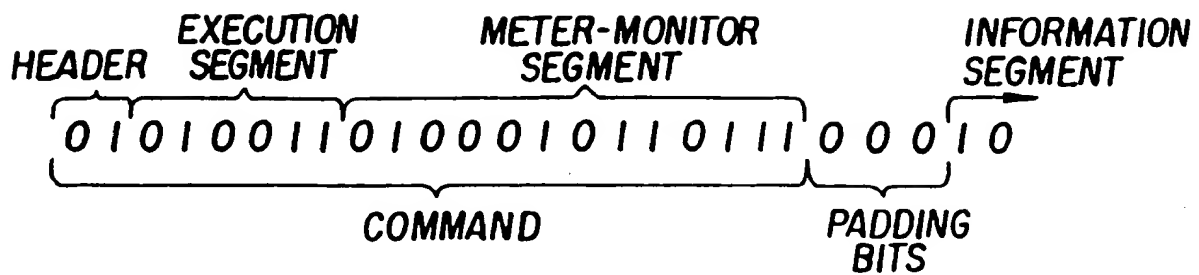 EXECUTION
SEGMENT
METER-MONITOR
SEGMENT
INFORMATION
SEGMENT
HEADER
0 1 0 1 0 0 1 1 0 1 0 0 0 1 0 1 1 0 1 1 1 0 0 0 1 0
COMMAND
PADDING
BITS